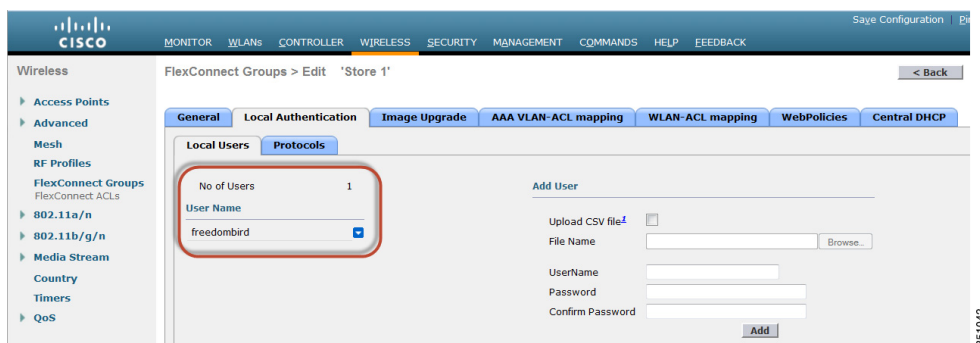 Save Configuration
CISCO
MONITOR WLANs CONTROLLER WIRELESS SECURITY MANAGEMENT COMMANDS HELP FEEDBACK
Wireless
FlexConnect Groups > Edit 'Store 1'
< Back
Access Points
Advanced
Mesh
RF Profiles
FlexConnect Groups
FlexConnect ACLs
802.11a/n
802.11b/g/n
Media Stream
Country
Timers
QoS
General Local Authentication Image Upgrade AAA VLAN-ACL mapping WLAN-ACL mapping WebPolicies Central DHCP
Local Users Protocols
No of Users 1
User Name
freedombird
Add User
Upload CSV file1
File Name Browse...
UserName
Password
Confirm Password
Add